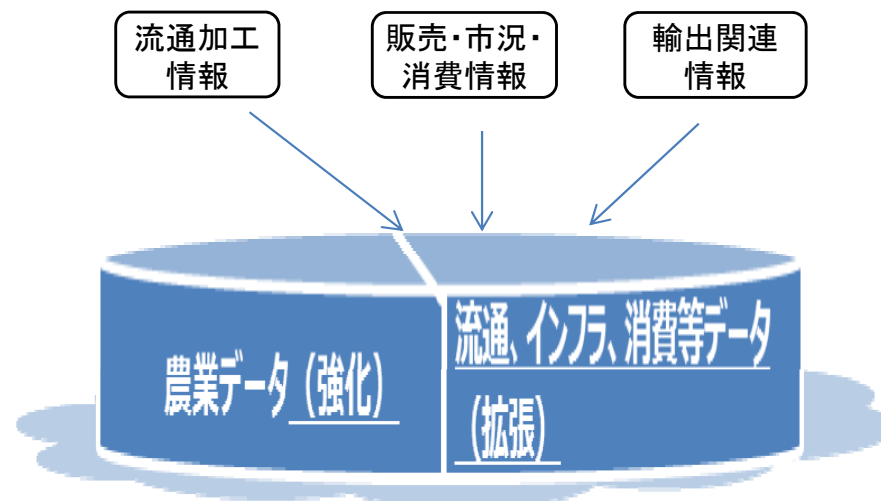 流通加工
情報
販売・市況・
消費情報
輸出関連
情報
農業データ（強化）
流通、インフラ、消費等データ
（拡張）